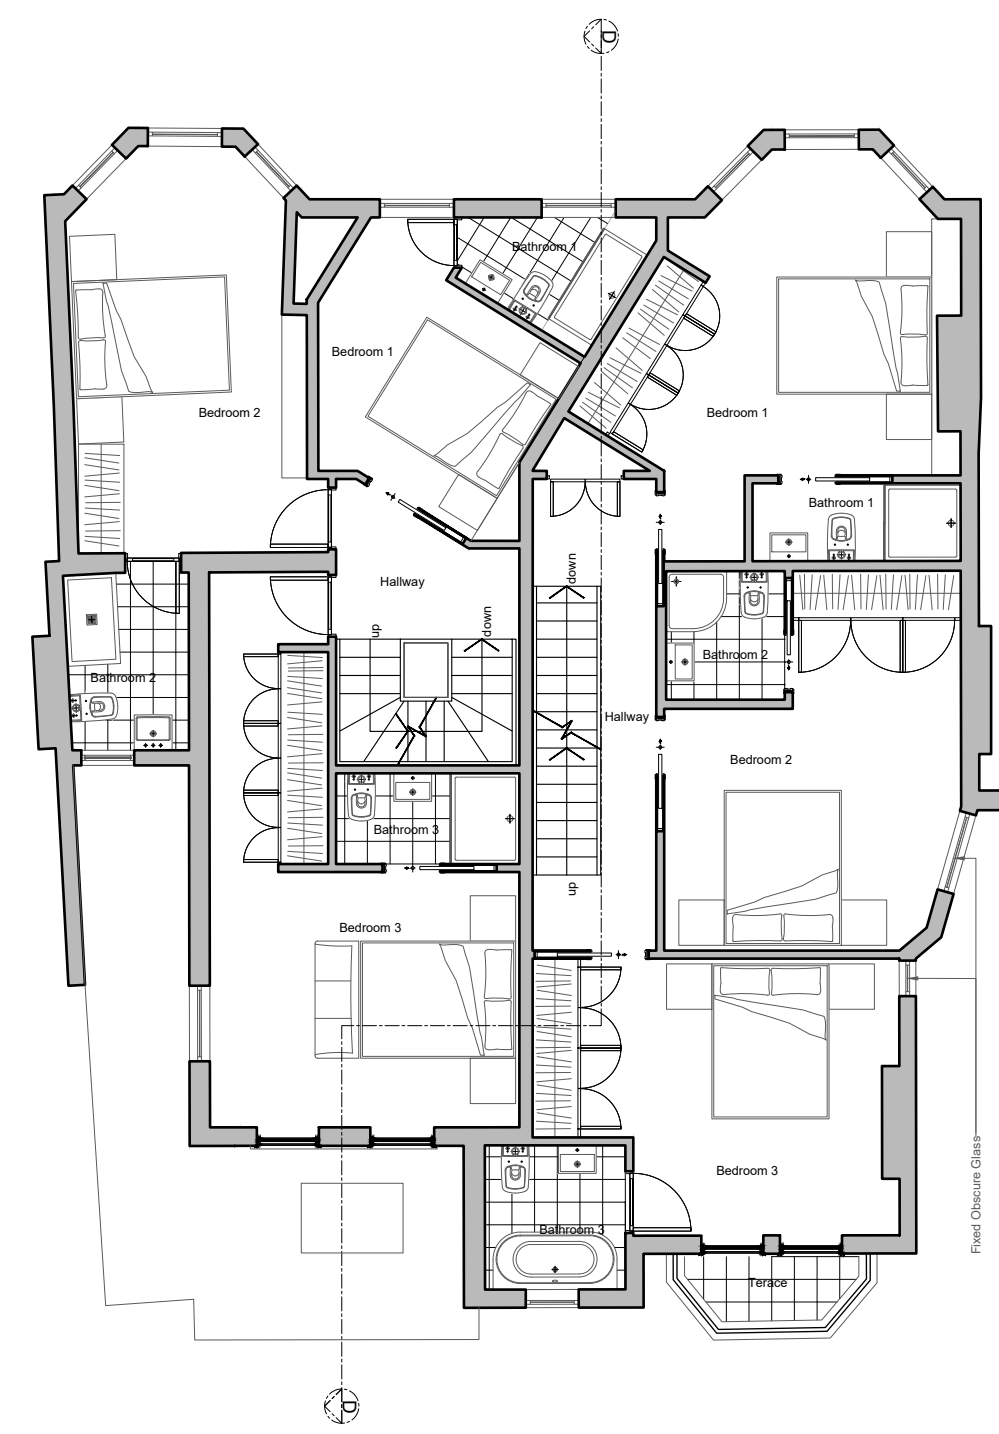 D
Bathroom 1
Bedroom 1
Bedroom 2
Bedroom 1
Bathroom 1
down
Hallway
up
down
Bathroom 2
Bathroom 2
Hallway
Bedroom 2
Bathroom 3
up
Bedroom 3
Bedroom 3
Fixed Obscure Glass
Bathroom 3
Terace
D